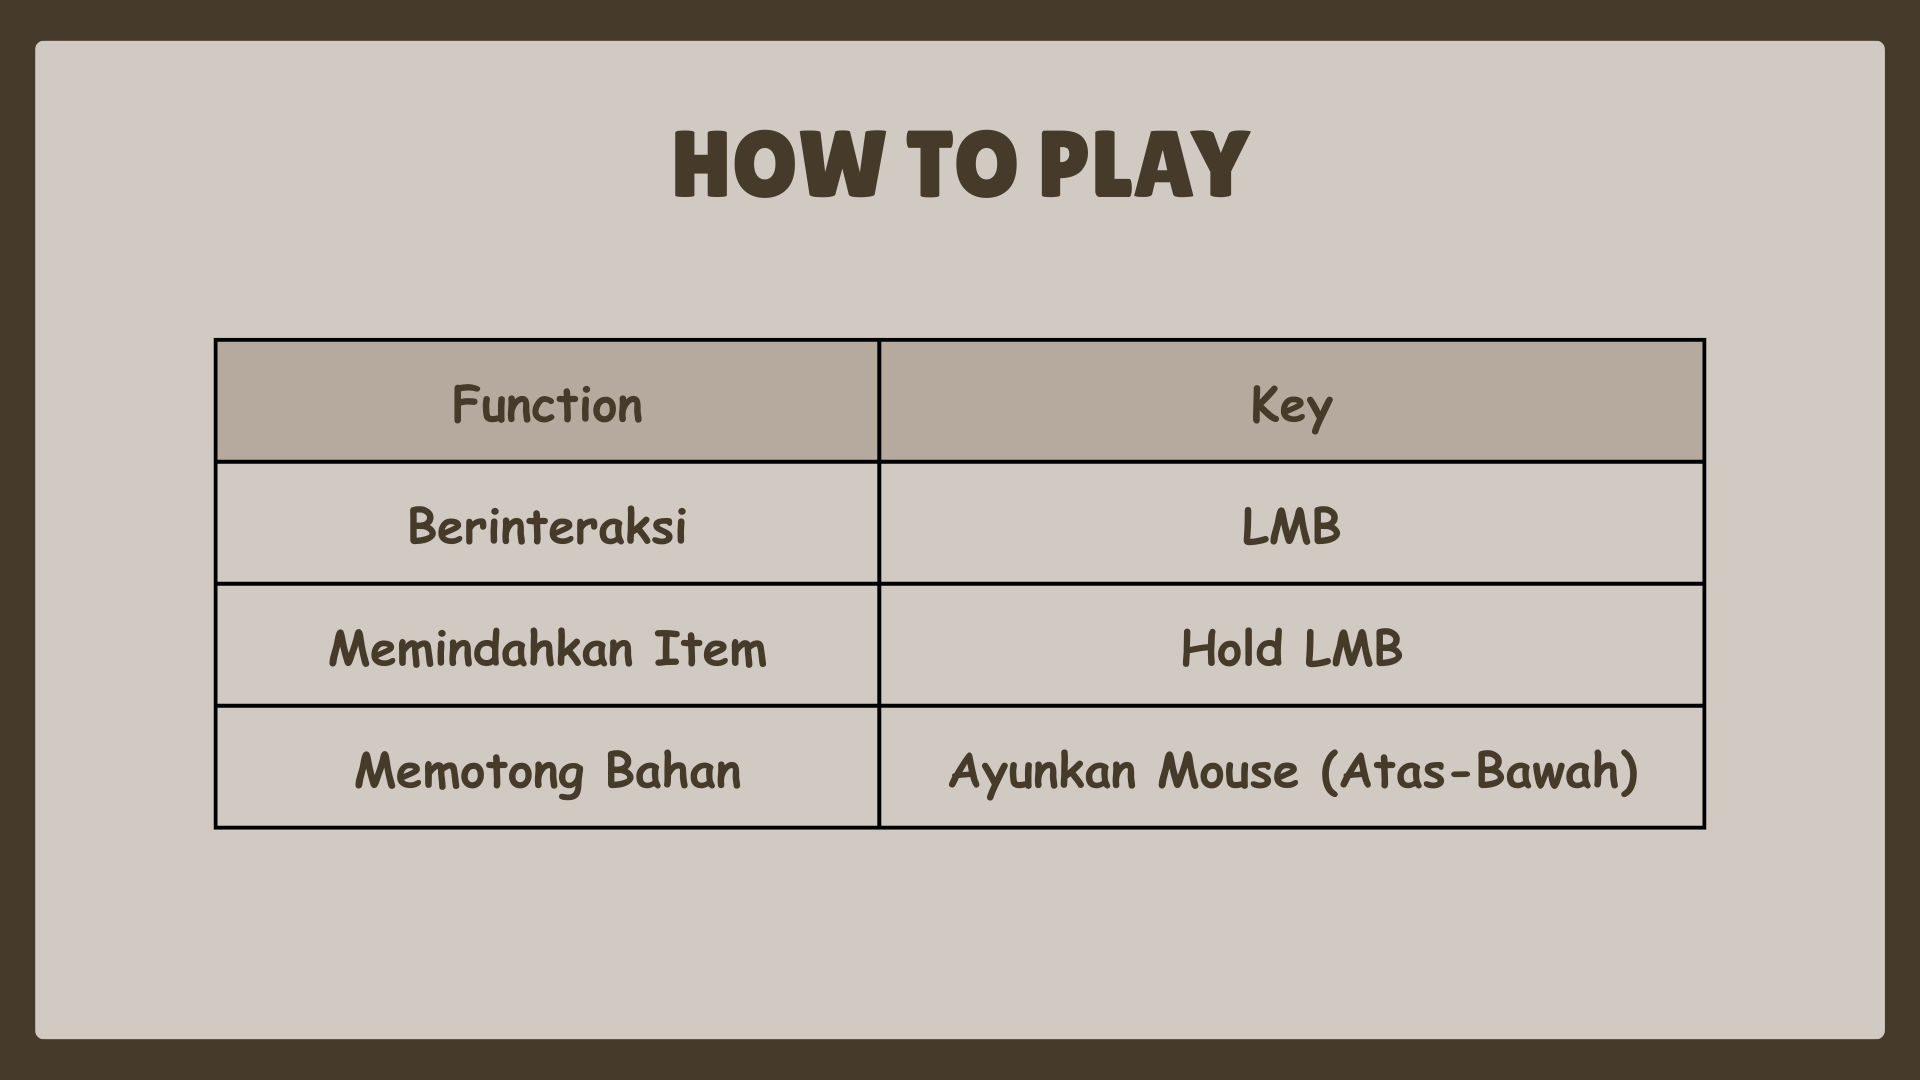 HOW TO PLAY
Function Key
Berinteraksi LMB
Memindahkan Item Hold LMB
Memotong Bahan Ayunkan Mouse (Atas-Bawah)